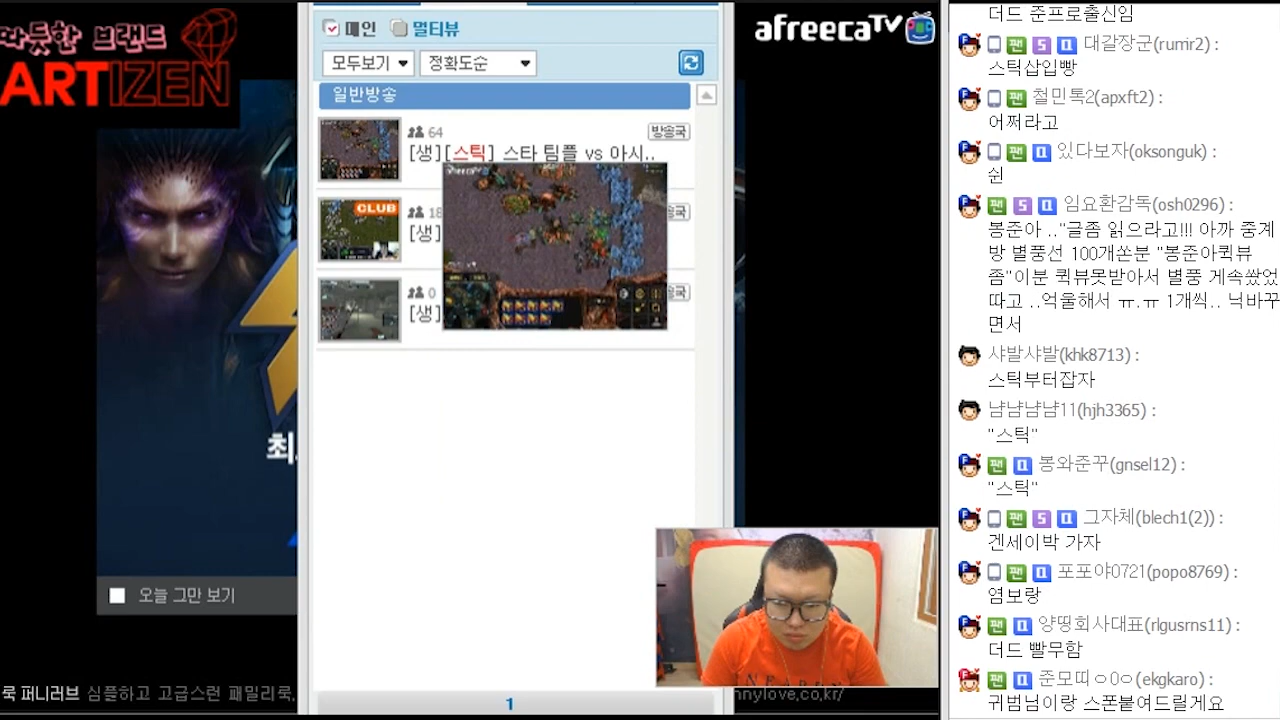 따뜻한 브랜드
ARTIZEN
메인
멀티뷰
모두보기
정확도순
일반방송
64
방송국
[생][스틱] 스타 팀플 vs 아시..
CLUB
18
[생]
0
[생]
오늘 그만 보기
룩 퍼니러브 심플하고 고급스런 패밀리룩,
nnylove,co,kr/
1
afreecaTV
더드 준프로출신임
대갈장군(rumir2) :
스틱삽입빵
철민톡2(apxft2) :
어쩌라고
있다보자(oksonguk) :
쉰
임요환감독(osh0296) :
봉준아 .."글좀 읽으라고!!! 아까 중계
방 별풍선 100개쏜분 "봉준아퀵뷰
좀"이분 퀵뷰못받아서 별풍 계속쐈었
따고 ..억울해서 ㅠ.ㅠ 1개씩.. 닉바꾸
면서
샤발샤발(khk8713) :
스틱부터잡자
냠냠냠냠11(hjh3365) :
"스틱"
봉와준꾸(gnsel12) :
"스틱"
그자체(blech1(2)) :
겐세이박 가자
포포야0721(popo8769) :
염보랑
양띵회사대표(rlgusrns11) :
더드 빨무함
준모띠ㅇ0ㅇ(ekgkaro) :
귀범님이랑 스폰붙여드릴게요